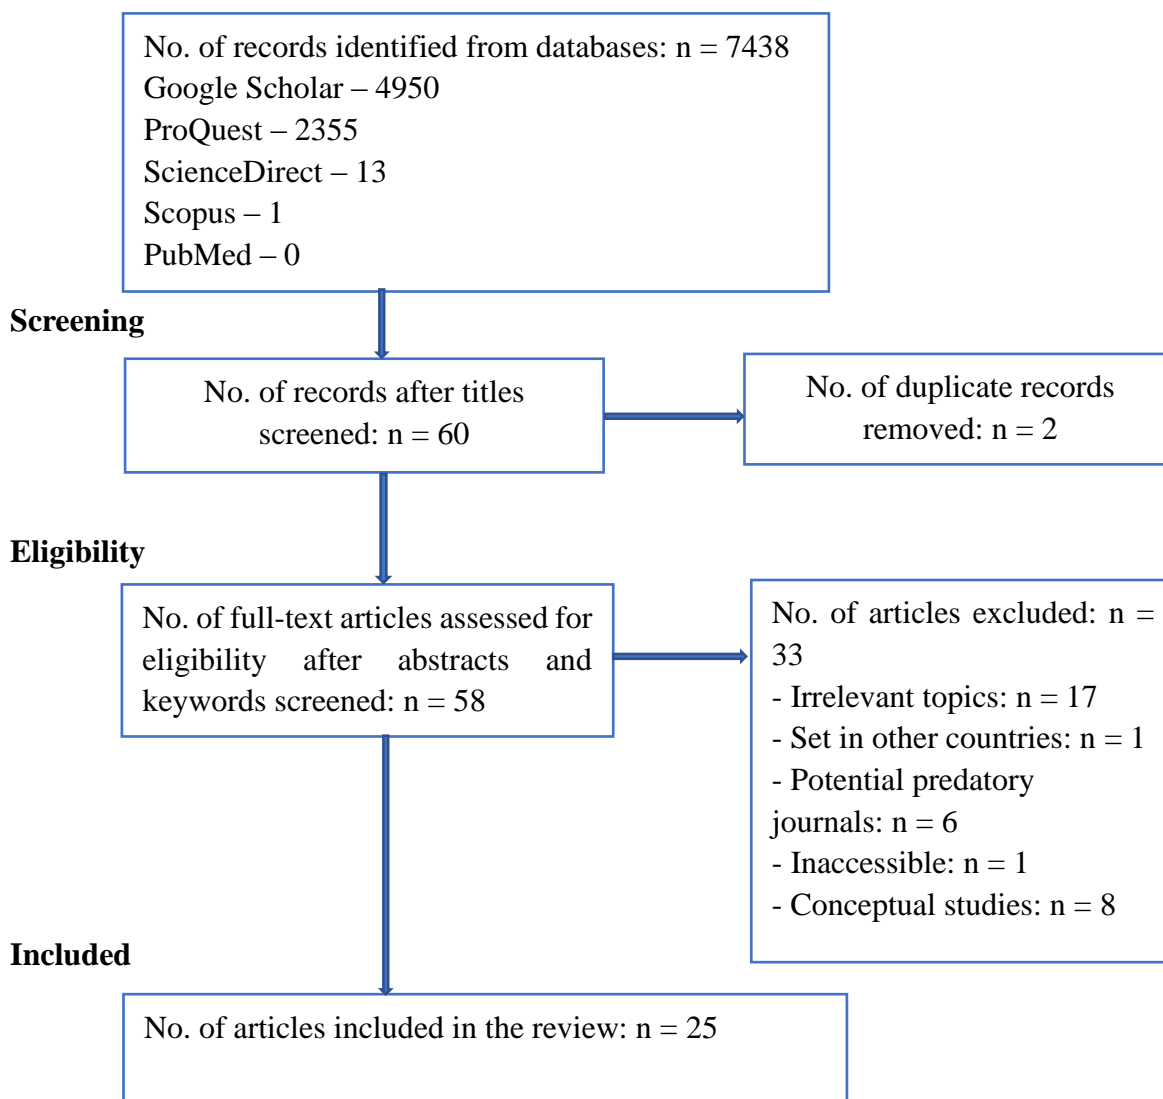 No. of records identified from databases: n = 7438
Google Scholar – 4950
ProQuest – 2355
ScienceDirect – 13
Scopus – 1
PubMed – 0
Screening
No. of records after titles
screened: n = 60
No. of duplicate records
removed: n = 2
Eligibility
No. of full-text articles assessed for
eligibility after abstracts and
keywords screened: n = 58
No. of articles excluded: n =
33
- Irrelevant topics: n = 17
- Set in other countries: n = 1
- Potential predatory
journals: n = 6
- Inaccessible: n = 1
- Conceptual studies: n = 8
Included
No. of articles included in the review: n = 25